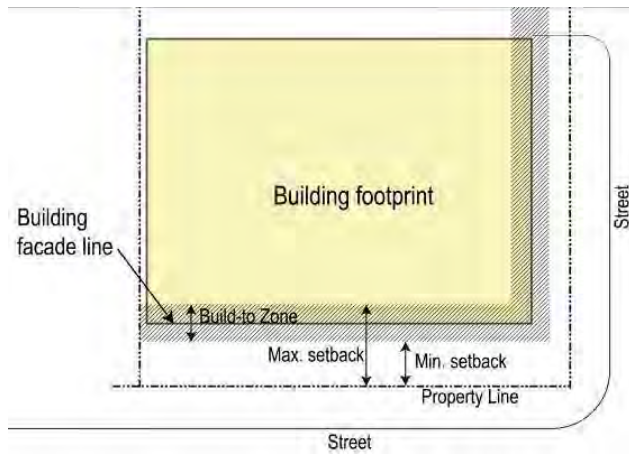 Building footprint
Street
Building
facade line
Build-to Zone
Max. setback
Min. setback
Property Line
Street